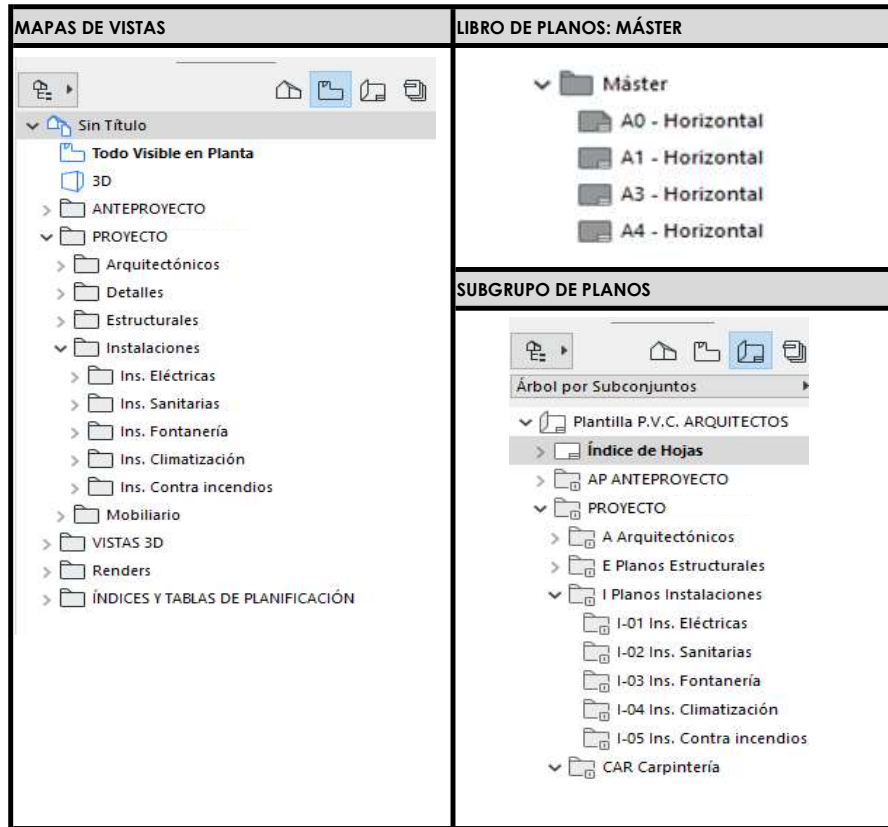 MAPAS DE VISTAS
Sin Título
Todo Visible en Planta
3D
ANTEPROYECTO
PROYECTO
Arquitectónicos
Detalles
Estructurales
Instalaciones
Ins. Eléctricas
Ins. Sanitarias
Ins. Fontanería
Ins. Climatización
Ins. Contra incendios
Mobiliario
VISTAS 3D
Renders
ÍNDICES Y TABLAS DE PLANIFICACIÓN
LIBRO DE PLANOS: MÁSTER
Máster
A0 - Horizontal
A1 - Horizontal
A3 - Horizontal
A4 - Horizontal
SUBGRUPO DE PLANOS
Árbol por Subconjuntos
Plantilla P.V.C. ARQUITECTOS
Índice de Hojas
AP ANTEPROYECTO
PROYECTO
A Arquitectónicos
E Planos Estructurales
I Planos Instalaciones
I-01 Ins. Eléctricas
I-02 Ins. Sanitarias
I-03 Ins. Fontanería
I-04 Ins. Climatización
I-05 Ins. Contra incendios
CAR Carpintería